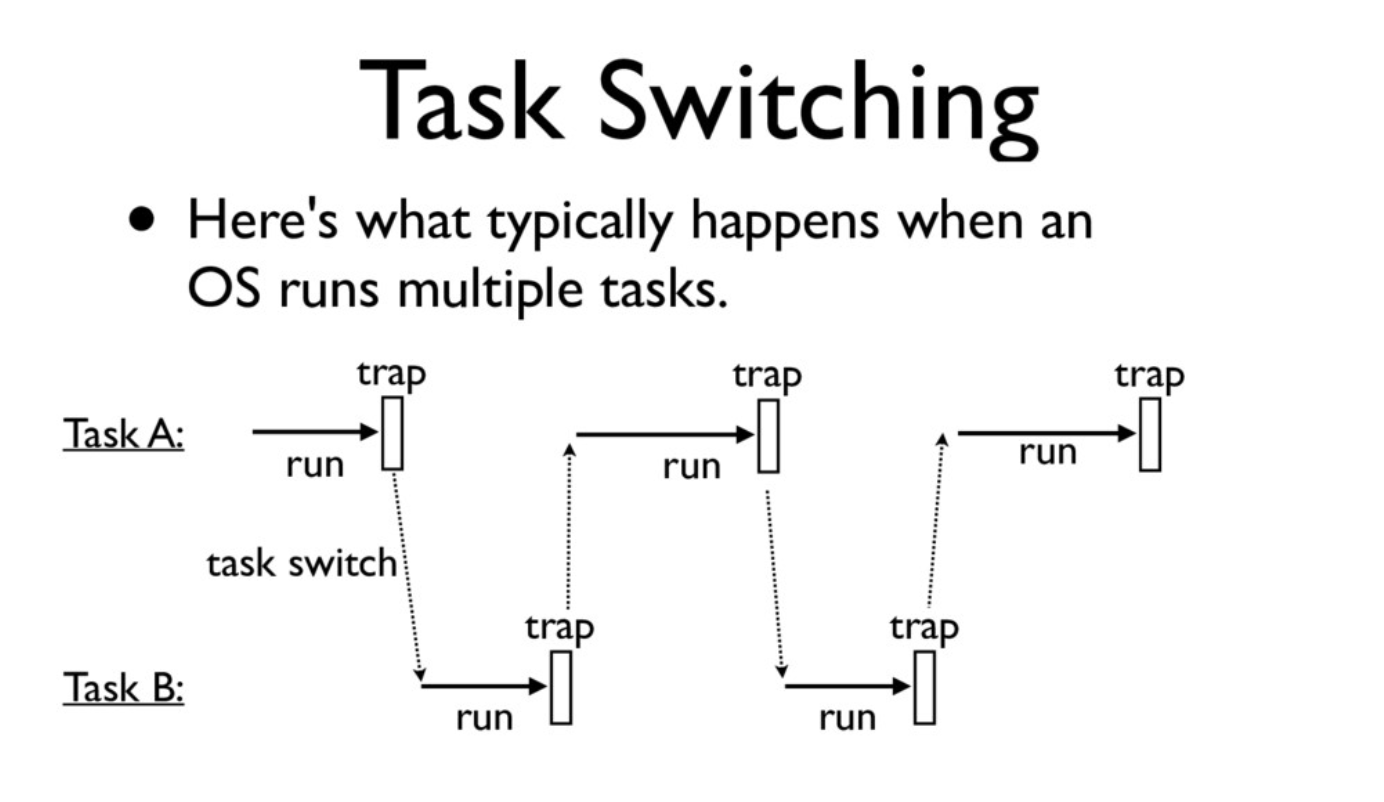 Task Switching
• Here's what typically happens when an
OS runs multiple tasks.
trap trap trap
Task A:
run run run
task switch
trap trap
Task B:
run run